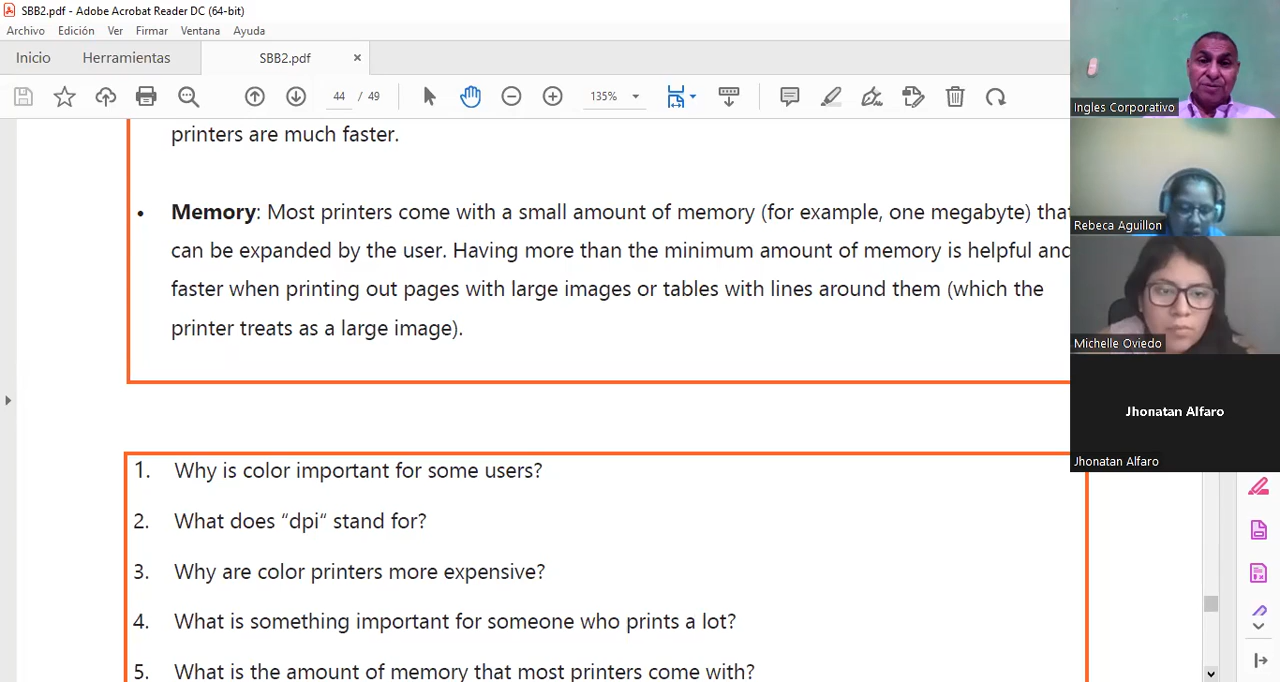 SBB2.pdf - Adobe Acrobat Reader DC (64-bit)
Archivo Edición Ver Firmar Ventana Ayuda
Inicio Herramientas SBB2.pdf ×
44 / 49 135%
printers are much faster.
• Memory: Most printers come with a small amount of memory (for example, one megabyte) that
can be expanded by the user. Having more than the minimum amount of memory is helpful and
faster when printing out pages with large images or tables with lines around them (which the
printer treats as a large image).
1. Why is color important for some users?
2. What does “dpi“ stand for?
3. Why are color printers more expensive?
4. What is something important for someone who prints a lot?
5. What is the amount of memory that most printers come with?
Ingles Corporativo
Rebeca Aguillon
Michelle Oviedo
Jhonatan Alfaro
Jhonatan Alfaro